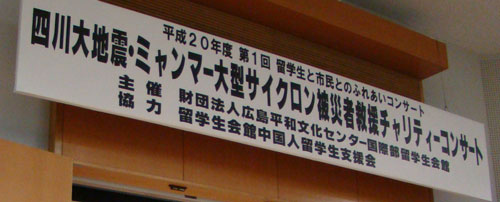 平成20年度 第1回 留学生と市民とのふれあいコンサート
四川大地震・ミャンマー大型サイクロン被災者救援チャリティーコンサート
主催 財団法人広島平和文化センター国際部留学生会館
協力 留学生会館中国人留学生支援会